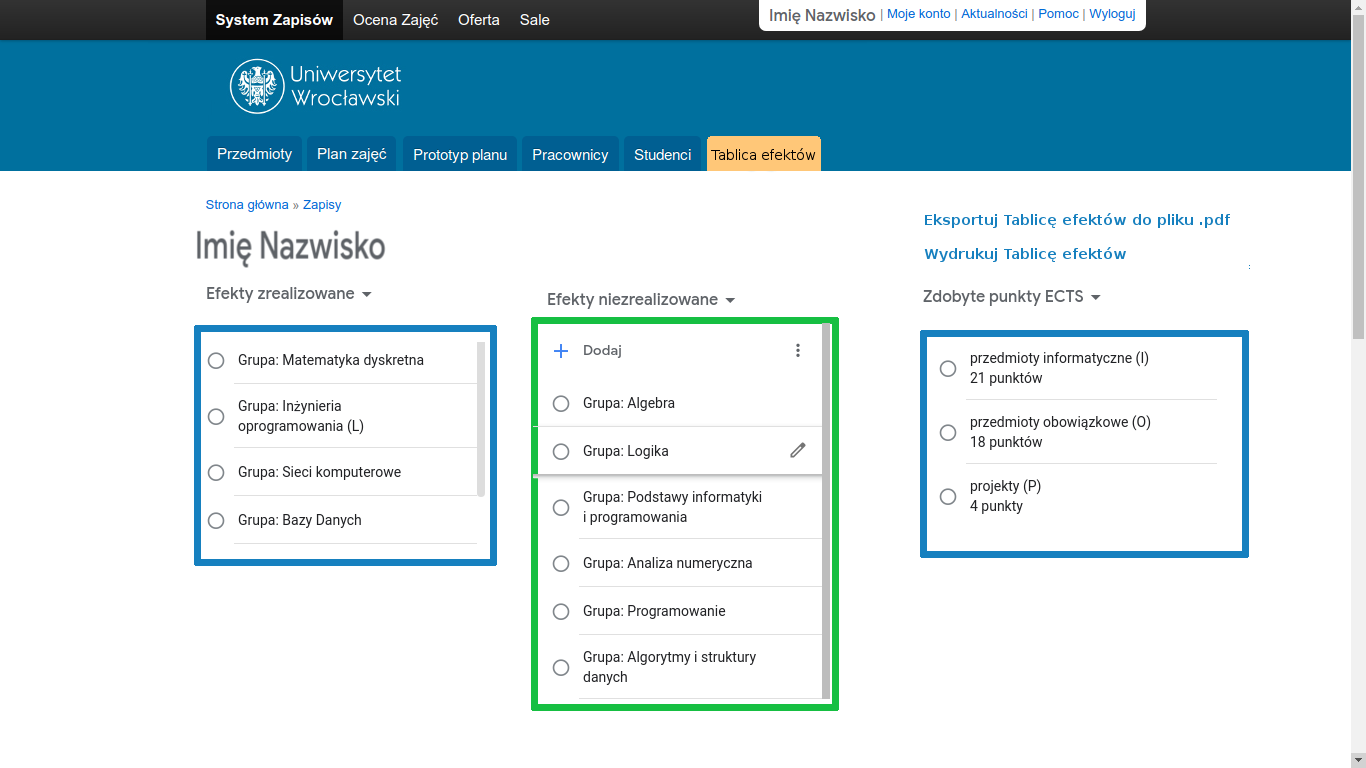 System Zapisów Ocena Zajęć Oferta Sale
Imię Nazwisko | Moje konto | Aktualności | Pomoc | Wyloguj
Uniwersytet
Wrocławski
Przedmioty Plan zajęć Prototyp planu Pracownicy Studenci Tablica efektów
Strona główna » Zapisy
Imię Nazwisko
Eksportuj Tablicę efektów do pliku .pdf
Wydrukuj Tablicę efektów
Efekty zrealizowane
Grupa: Matematyka dyskretna
Grupa: Inżynieria
oprogramowania (L)
Grupa: Sieci komputerowe
Grupa: Bazy Danych
Efekty niezrealizowane
Dodaj
Grupa: Algebra
Grupa: Logika
Grupa: Podstawy informatyki
i programowania
Grupa: Analiza numeryczna
Grupa: Programowanie
Grupa: Algorytmy i struktury
danych
Zdobyte punkty ECTS
przedmioty informatyczne (I)
21 punktów
przedmioty obowiązkowe (O)
18 punktów
projekty (P)
4 punkty